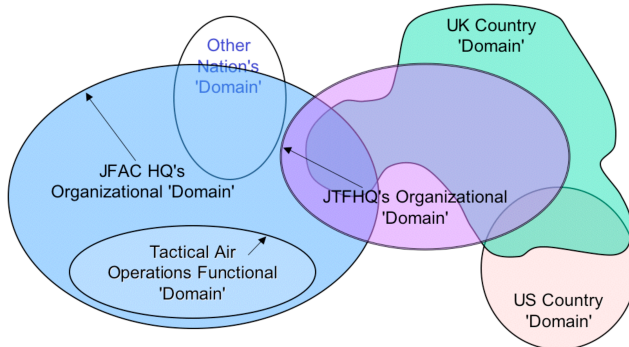 Other
Nation's
'Domain'
UK Country
'Domain'
JFAC HQ's
Organizational 'Domain'
JTFHQ's Organizational
'Domain'
Tactical Air
Operations Functional
'Domain'
US Country
'Domain'